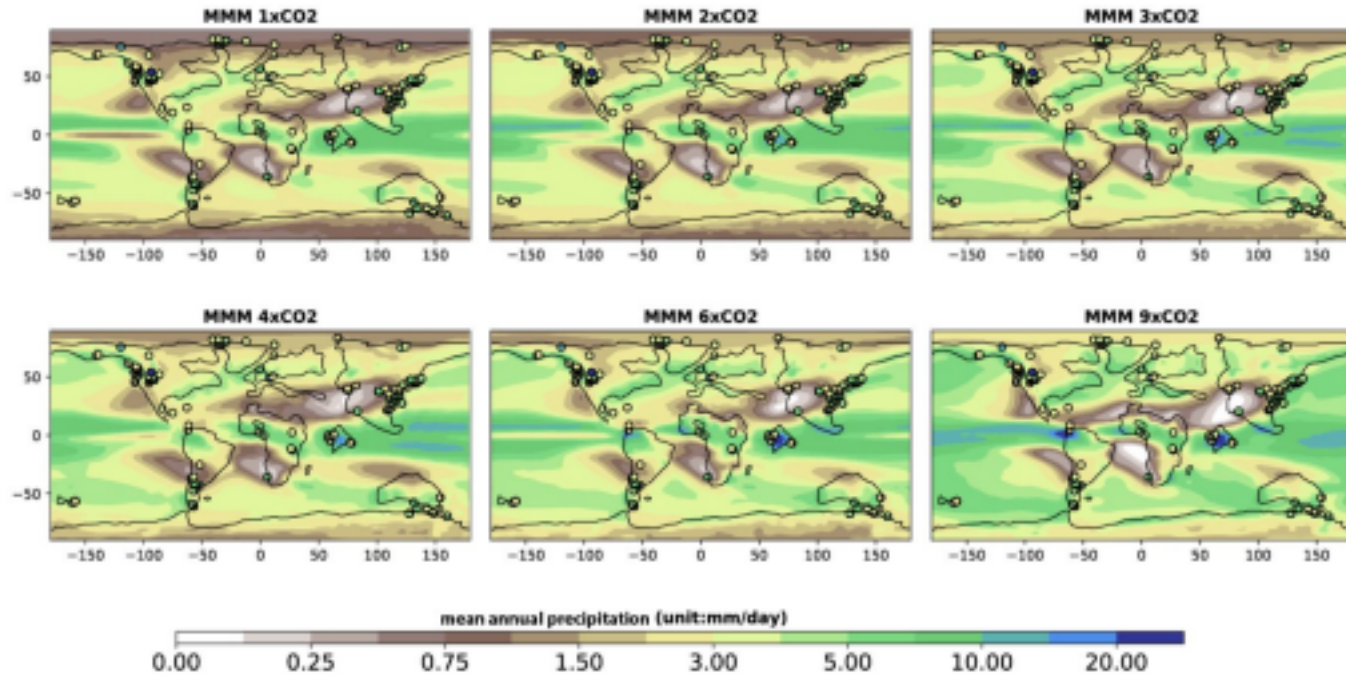 MMM 1xCO2 MMM 2xCO2 MMM 3xCO2
50
0
−50
−150 −100 −50 0 50 100 150 −150 −100 −50 0 50 100 150 −150 −100 −50 0 50 100 150
MMM 4xCO2 MMM 6xCO2 MMM 9xCO2
50
0
−50
−150 −100 −50 0 50 100 150 −150 −100 −50 0 50 100 150 −150 −100 −50 0 50 100 150
mean annual precipitation (unit:mm/day)
0.00 0.25 0.75 1.50 3.00 5.00 10.00 20.00